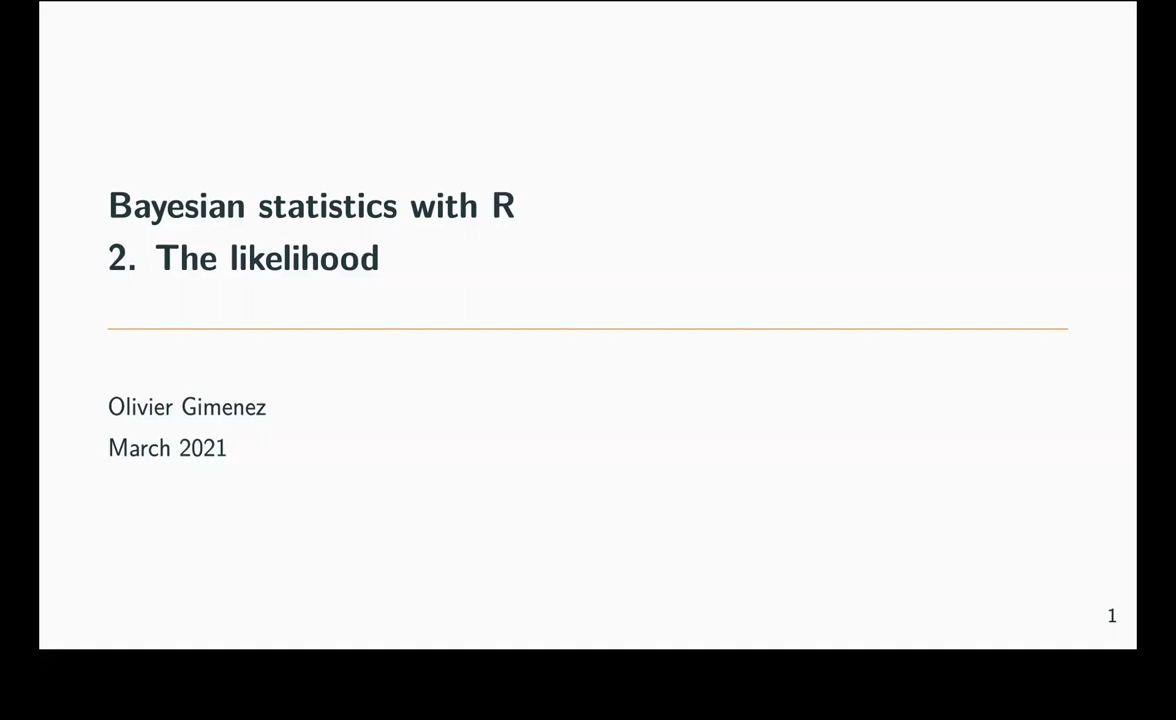 Bayesian statistics with R
2. The likelihood
Olivier Gimenez
March 2021
1